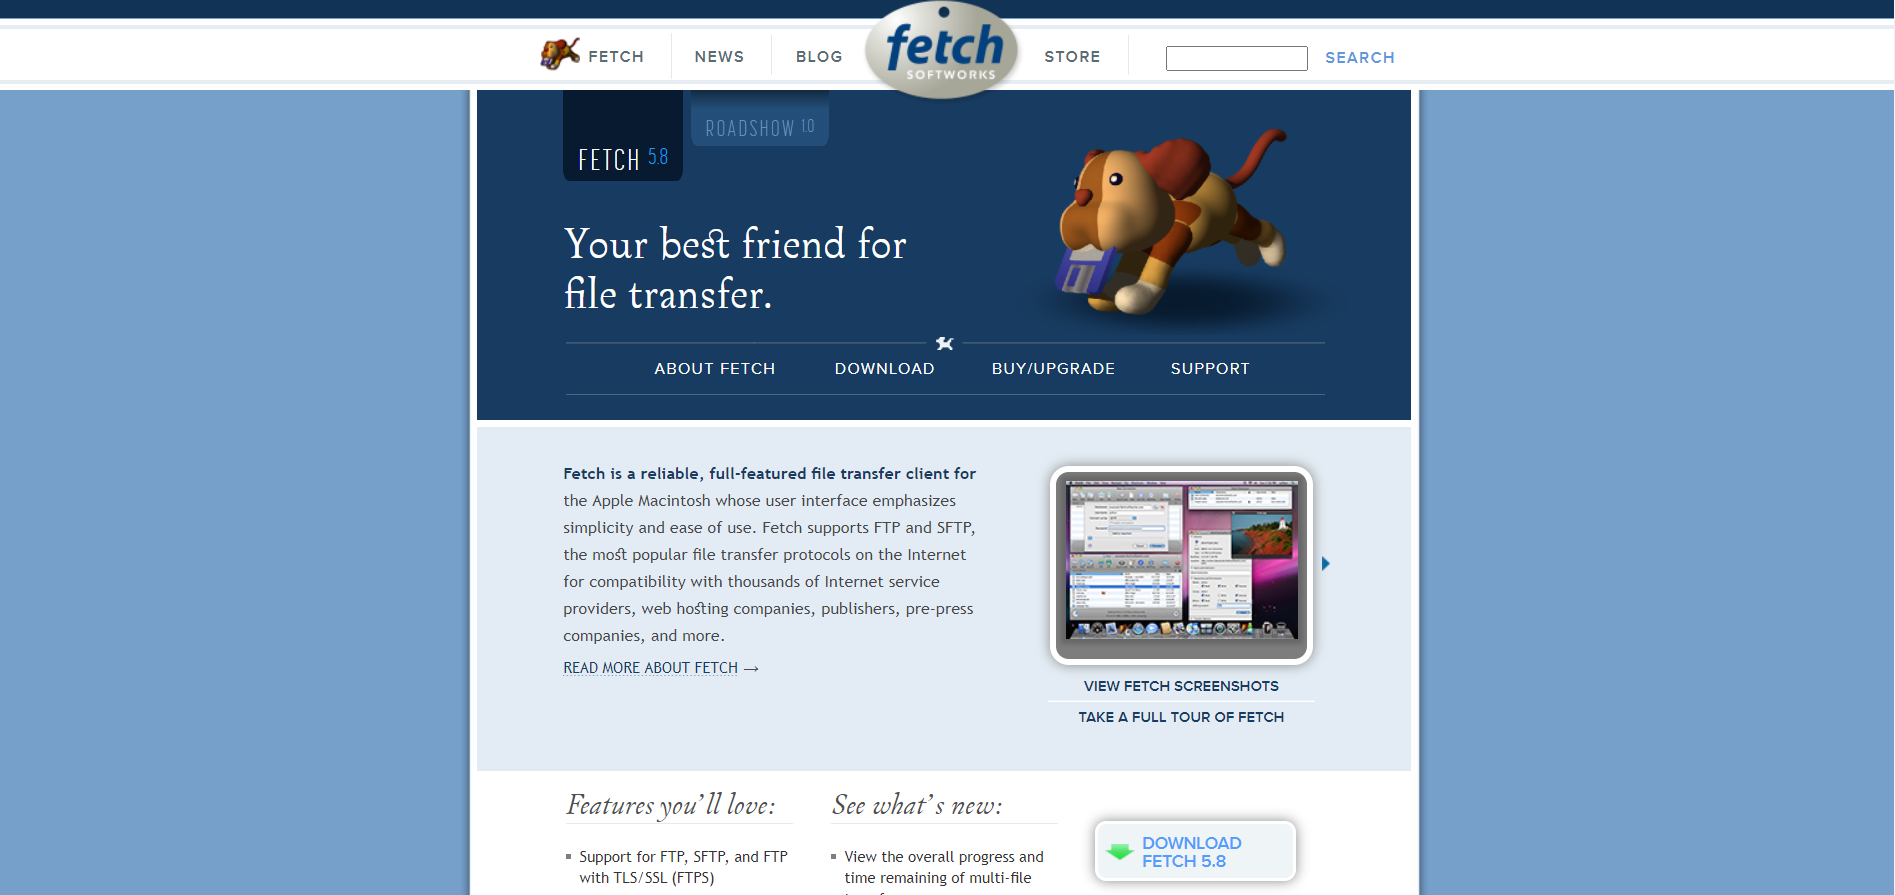 FETCH
NEWS
BLOG
fetch
SOFTWORKS
STORE
SEARCH
FETCH 5.8
ROADSHOW 1.0
Your best friend for
file transfer.
ABOUT FETCH
DOWNLOAD
BUY/UPGRADE
SUPPORT
Fetch is a reliable, full-featured file transfer client for
the Apple Macintosh whose user interface emphasizes
simplicity and ease of use. Fetch supports FTP and SFTP,
the most popular file transfer protocols on the Internet
for compatibility with thousands of Internet service
providers, web hosting companies, publishers, pre-press
companies, and more.
READ MORE ABOUT FETCH →
VIEW FETCH SCREENSHOTS
TAKE A FULL TOUR OF FETCH
Features you’ll love:
Support for FTP, SFTP, and FTP
with TLS/SSL (FTPS)
See what’s new:
View the overall progress and
time remaining of multi-file
DOWNLOAD
FETCH 5.8